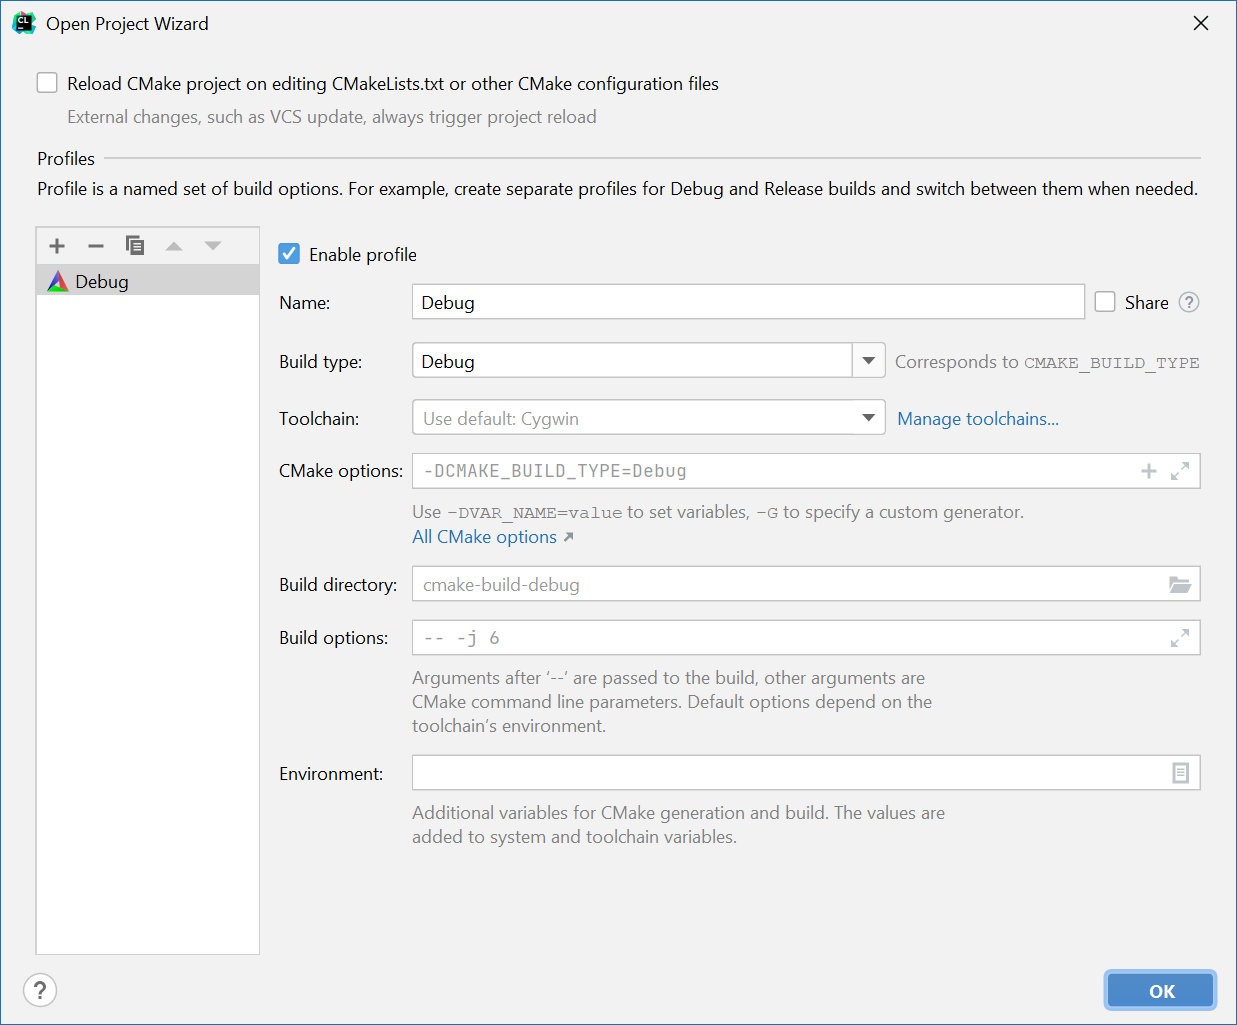 Open Project Wizard
Reload CMake project on editing CMakeLists.txt or other CMake configuration files
External changes, such as VCS update, always trigger project reload
Profiles
Profile is a named set of build options. For example, create separate profiles for Debug and Release builds and switch between them when needed.
Debug
Enable profile
Name: Debug Share ?
Build type: Debug Corresponds to CMAKE_BUILD_TYPE
Toolchain: Use default: Cygwin Manage toolchains...
CMake options: -DCMAKE_BUILD_TYPE=Debug
Use -DVAR_NAME=value to set variables, -G to specify a custom generator.
All CMake options ↗
Build directory: cmake-build-debug
Build options: -- -j 6
Arguments after ‘--’ are passed to the build, other arguments are
CMake command line parameters. Default options depend on the
toolchain’s environment.
Environment:
Additional variables for CMake generation and build. The values are
added to system and toolchain variables.
? OK